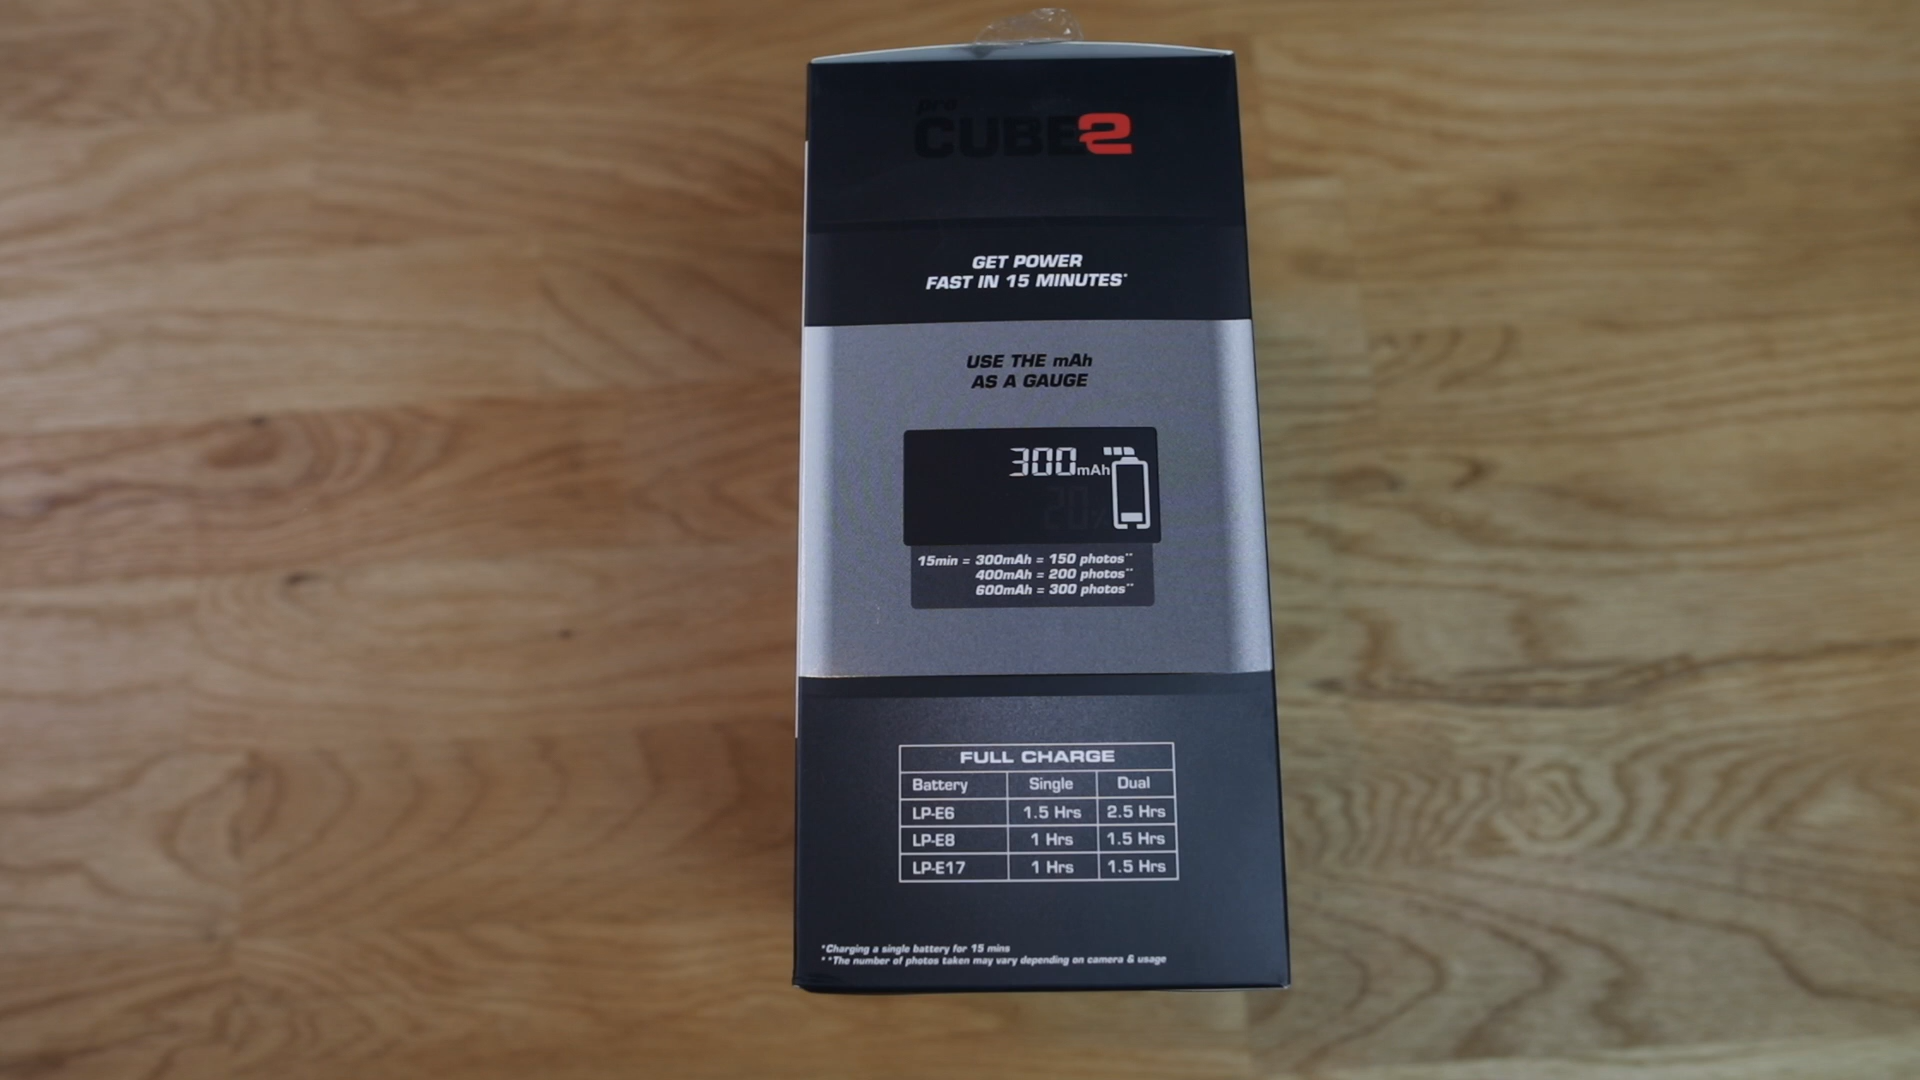 pro
CUBE2
GET POWER
FAST IN 15 MINUTES*
USE THE mAh
AS A GAUGE
300mAh
20%
15min = 300mAh = 150 photos**
400mAh = 200 photos**
600mAh = 300 photos**
FULL CHARGE
Battery Single Dual
LP-E6 1.5 Hrs 2.5 Hrs
LP-E8 1 Hrs 1.5 Hrs
LP-E17 1 Hrs 1.5 Hrs
*Charging a single battery for 15 mins
**The number of photos taken may vary depending on camera & usage